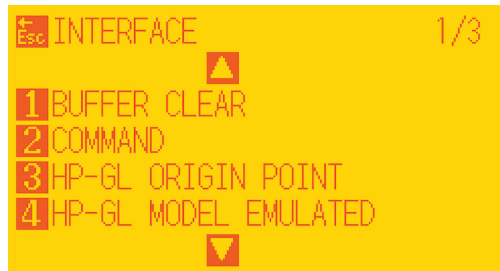 ←
Esc INTERFACE 1/3
▲
1 BUFFER CLEAR
2 COMMAND
3 HP-GL ORIGIN POINT
4 HP-GL MODEL EMULATED
▼